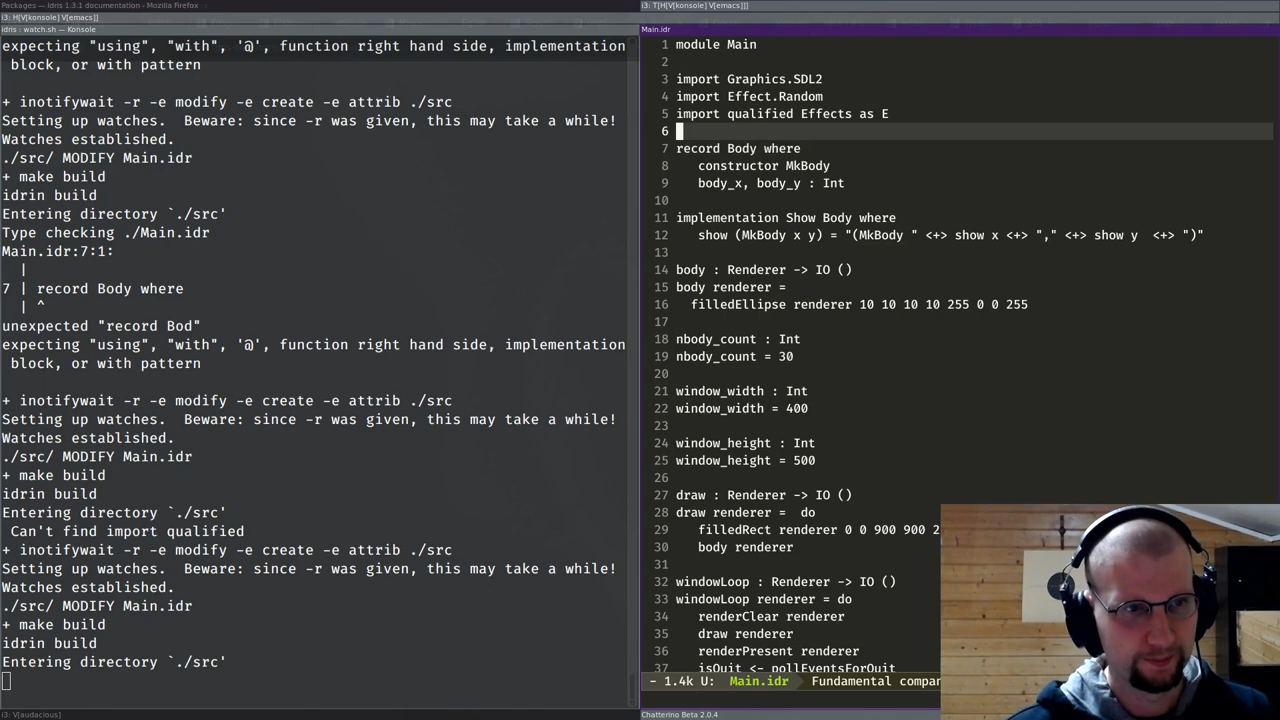 Packages — Idris 1.3.1 documentation - Mozilla Firefox
i3: H[V[konsole] V[emacs]]
idris : watch.sh — Konsole
expecting "using", "with", '@', function right hand side, implementation
block, or with pattern
+ inotifywait -r -e modify -e create -e attrib ./src
Setting up watches.  Beware: since -r was given, this may take a while!
Watches established.
./src/ MODIFY Main.idr
+ make build
idrin build
Entering directory `./src'
Type checking ./Main.idr
Main.idr:7:1:
|
7 | record Body where
| ^
unexpected "record Bod"
expecting "using", "with", '@', function right hand side, implementation
block, or with pattern
+ inotifywait -r -e modify -e create -e attrib ./src
Setting up watches.  Beware: since -r was given, this may take a while!
Watches established.
./src/ MODIFY Main.idr
+ make build
idrin build
Entering directory `./src'
Can't find import qualified
+ inotifywait -r -e modify -e create -e attrib ./src
Setting up watches.  Beware: since -r was given, this may take a while!
Watches established.
./src/ MODIFY Main.idr
+ make build
idrin build
Entering directory `./src'
i3: V[audacious]
i3: T[H[V[konsole] V[emacs]]]
Main.idr
1 module Main
2
3 import Graphics.SDL2
4 import Effect.Random
5 import qualified Effects as E
6
7 record Body where
8 constructor MkBody
9 body_x, body_y : Int
10
11 implementation Show Body where
12 show (MkBody x y) = "(MkBody " <+> show x <+> "," <+> show y  <+> ")"
13
14 body : Renderer -> IO ()
15 body renderer =
16 filledEllipse renderer 10 10 10 10 255 0 0 255
17
18 nbody_count : Int
19 nbody_count = 30
20
21 window_width : Int
22 window_width = 400
23
24 window_height : Int
25 window_height = 500
26
27 draw : Renderer -> IO ()
28 draw renderer =  do
29 filledRect renderer 0 0 900 900 2
30 body renderer
31
32 windowLoop : Renderer -> IO ()
33 windowLoop renderer = do
34 renderClear renderer
35 draw renderer
36 renderPresent renderer
37 isQuit <- pollEventsForQuit
- 1.4k U: Main.idr Fundamental compan
Chatterino Beta 2.0.4